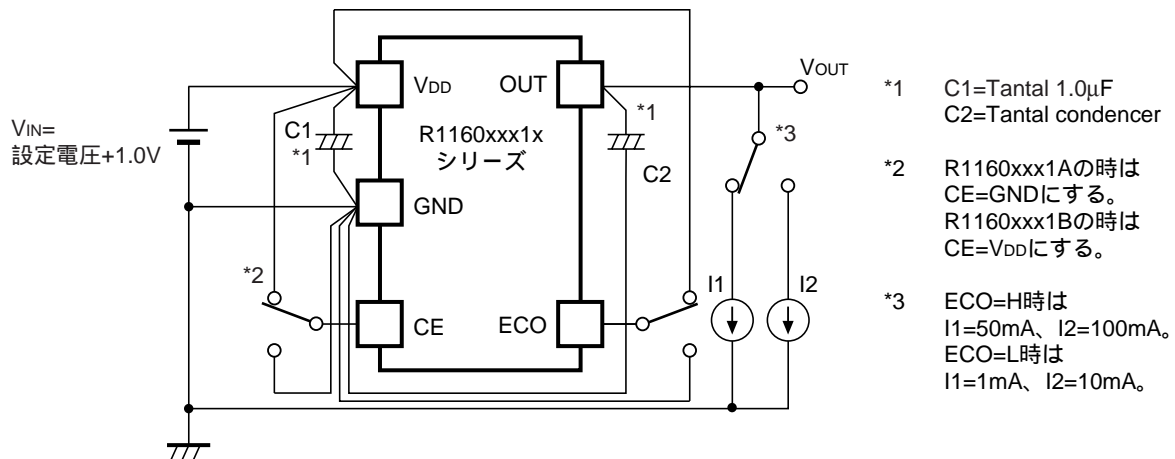 VIN=
設定電圧+1.0V
VDD
OUT
VOUT
C1
*1
R1160xxx1x
シリーズ
*1
C2
*3
GND
*2
CE
ECO
I1
I2
*1 C1=Tantal 1.0μF
C2=Tantal condencer
*2 R1160xxx1Aの時は
CE=GNDにする。
R1160xxx1Bの時は
CE=VDDにする。
*3 ECO=H時は
I1=50mA、I2=100mA。
ECO=L時は
I1=1mA、I2=10mA。